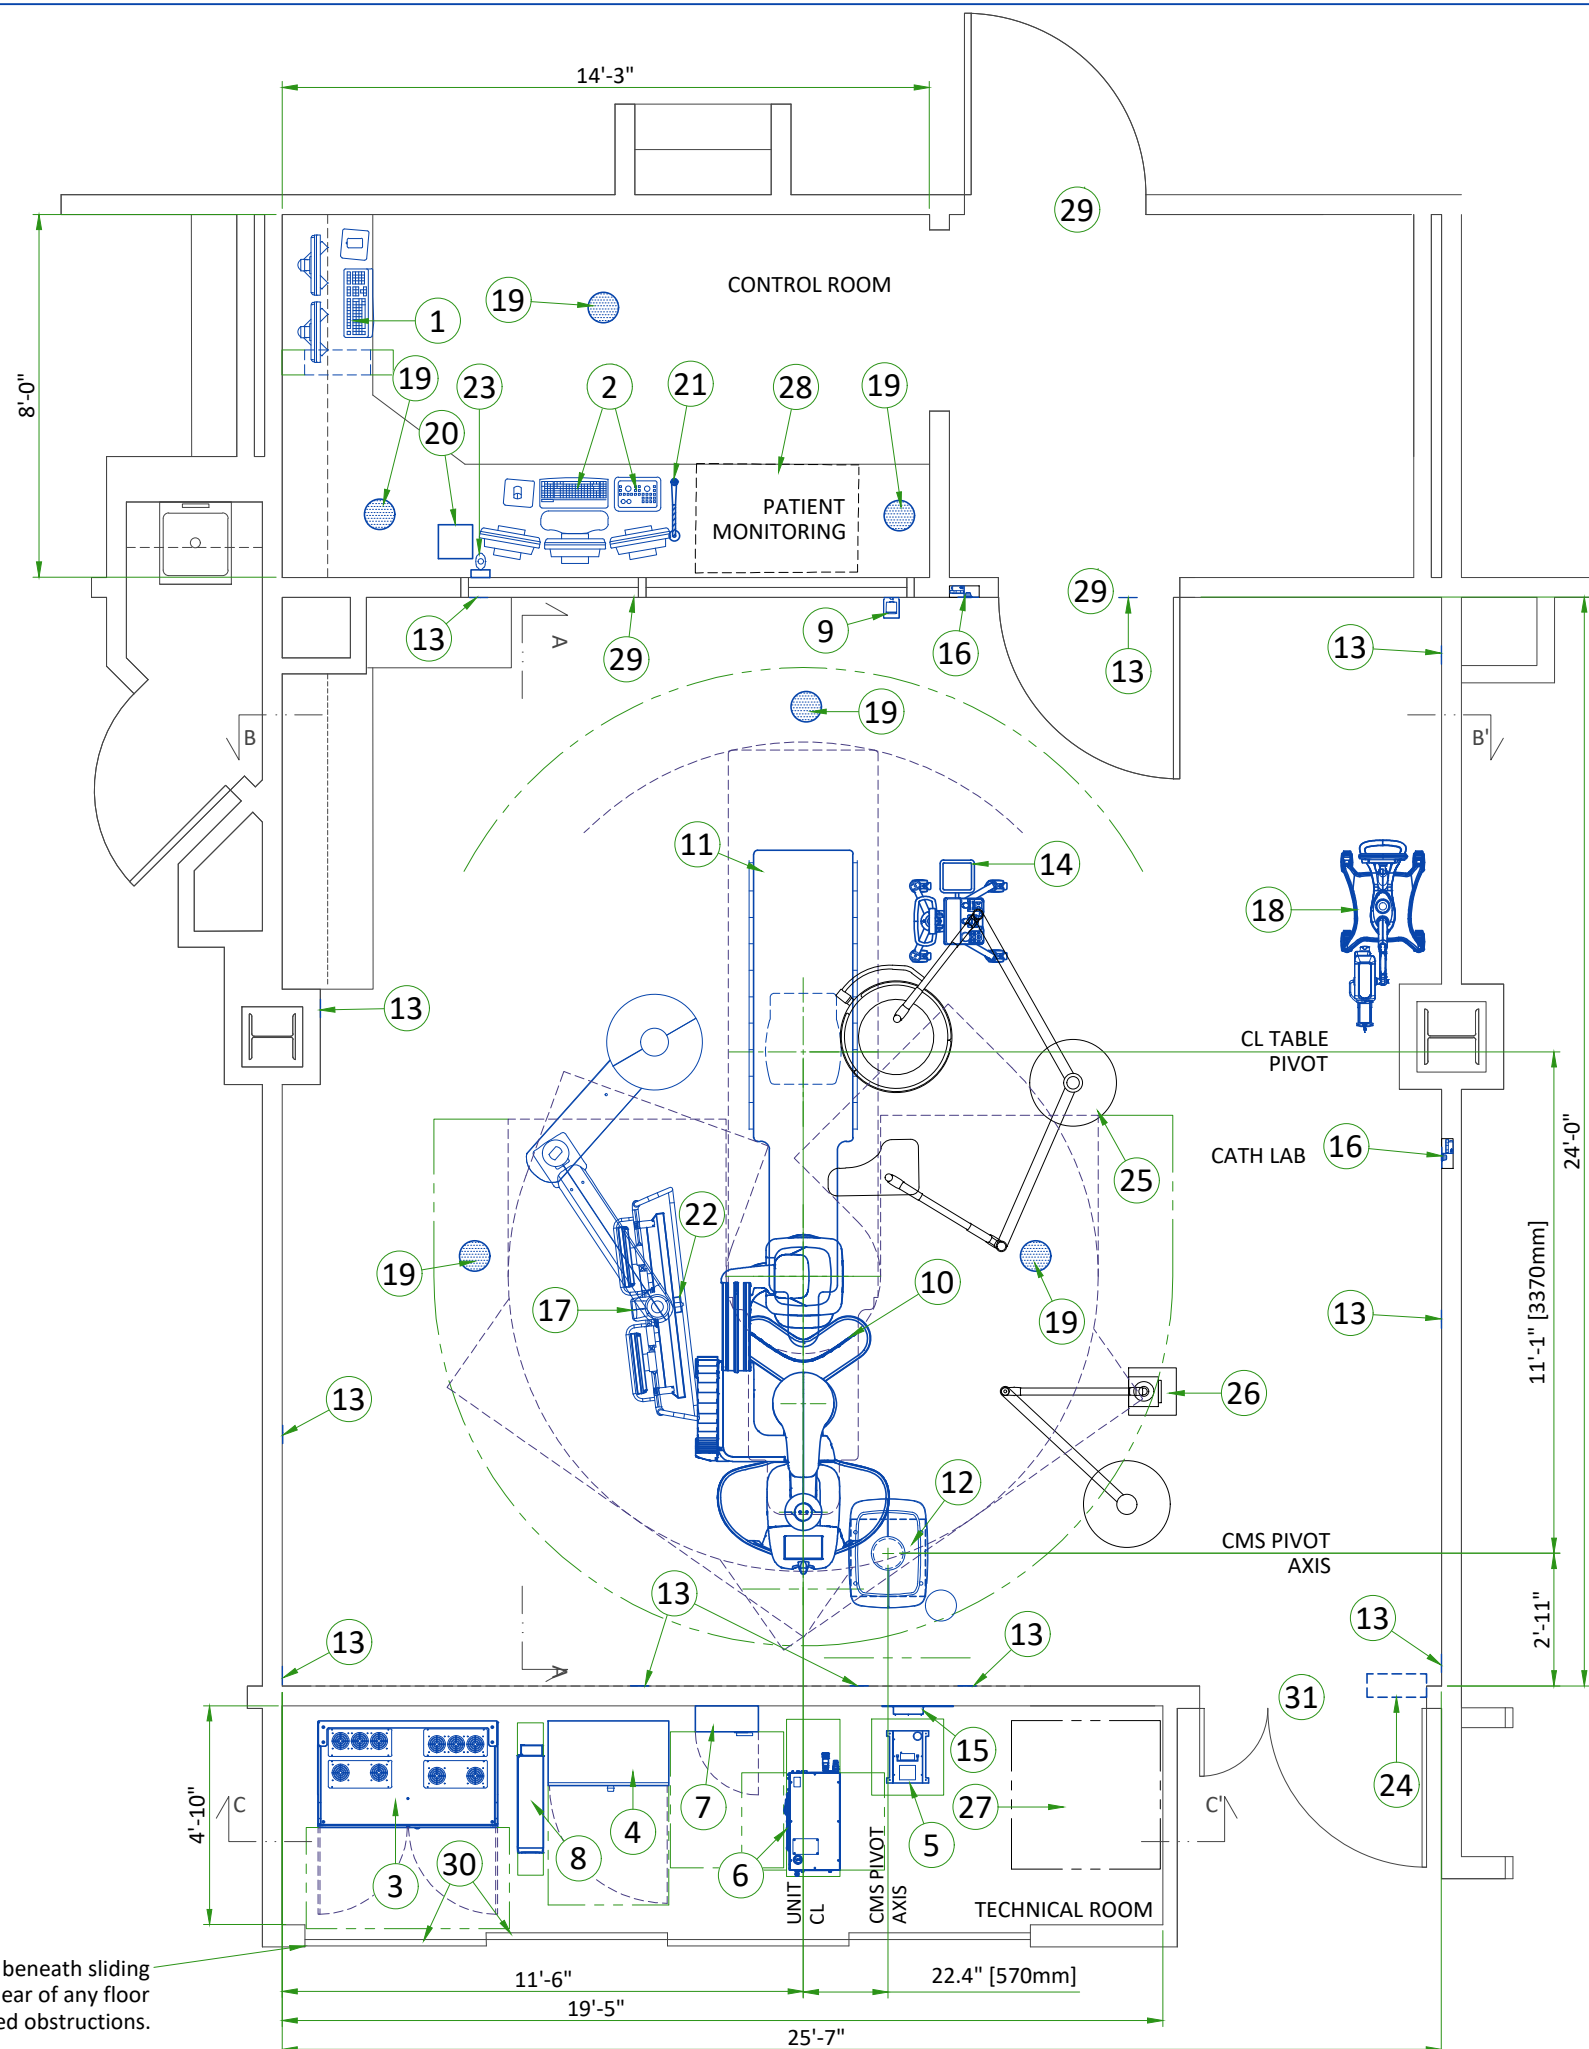 14'-3"
29
CONTROL ROOM
19
1
8'-0"
19
23
2
21
28
19
20
PATIENT
MONITORING
29
13
A
29
9
16
13
13
19
B
B'
11
14
18
13
CL TABLE
PIVOT
16
CATH LAB
25
24'-0"
22
19
10
17
19
13
11'-1" [3370mm]
13
26
12
CMS PIVOT
AXIS
13
2'-11"
13
13
13
A
31
15
24
4'-10"
C
7
27
C'
4
5
8
30
6
3
UNIT
CL
CMS PIVOT
AXIS
TECHNICAL ROOM
beneath sliding
ear of any floor
ed obstructions.
11'-6"
22.4" [570mm]
19'-5"
25'-7"